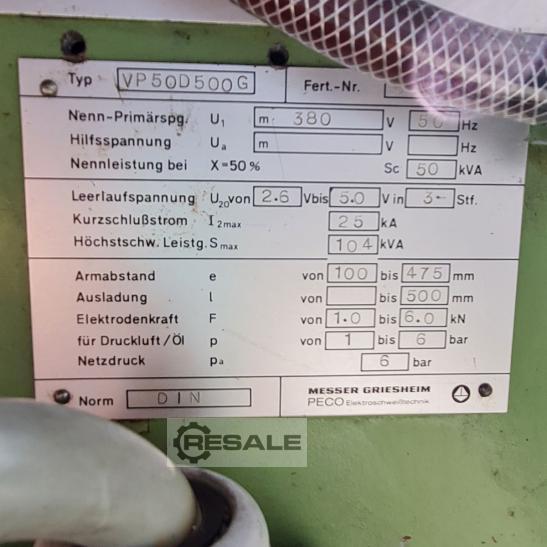 Typ VP50D500G Fert.-Nr.
Nenn-Primärspg. U1 m 380 V 50 Hz
Hilfsspannung Ua m V Hz
Nennleistung bei X=50% Sc 50 kVA
Leerlaufspannung U20 von 2.6 V bis 5.0 V in 3- Stf.
Kurzschlußstrom I2max 25 kA
Höchstschw. Leistg. Smax 104 kVA
Armabstand e von 100 bis 475 mm
Ausladung l von bis 500 mm
Elektrodenkraft F von 1.0 bis 6.0 kN
für Druckluft/Öl p von 1 bis 6 bar
Netzdruck pa 6 bar
Norm DIN
MESSER GRIESHEIM
PECO Elektroschweißtechnik
RESALE